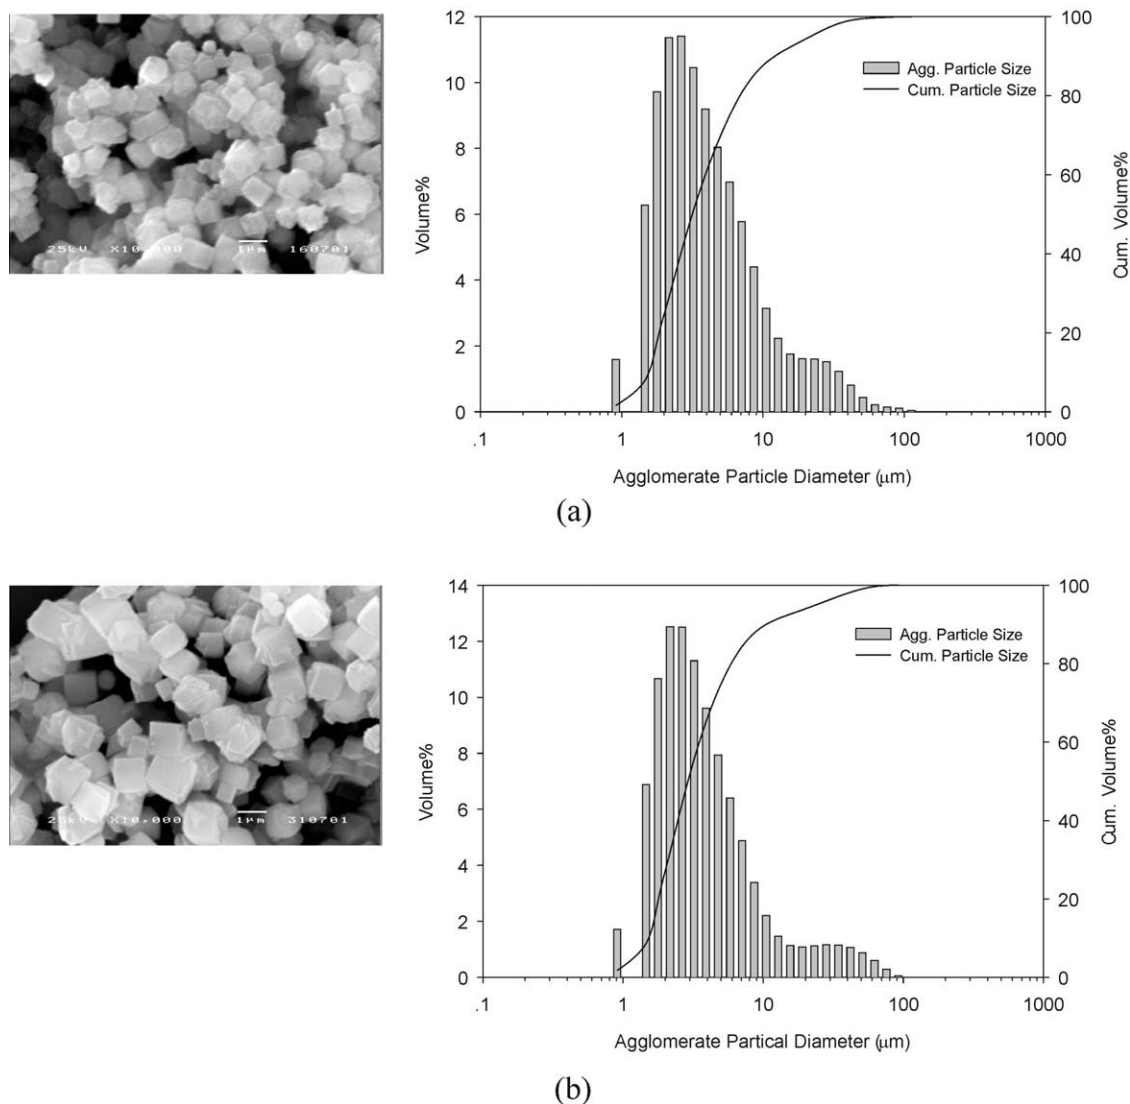 25kV X10,000 1µm 160701
12
10
8
6
4
2
0
Volume%
100
80
60
40
20
0
Cum. Volume%
Agg. Particle Size
Cum. Particle Size
.1 1 10 100 1000
Agglomerate Particle Diameter (µm)
(a)
25kV X10,000 1µm 310701
14
12
10
8
6
4
2
0
Volume%
100
80
60
40
20
0
Cum. Volume%
Agg. Particle Size
Cum. Particle Size
.1 1 10 100 1000
Agglomerate Partical Diameter (µm)
(b)